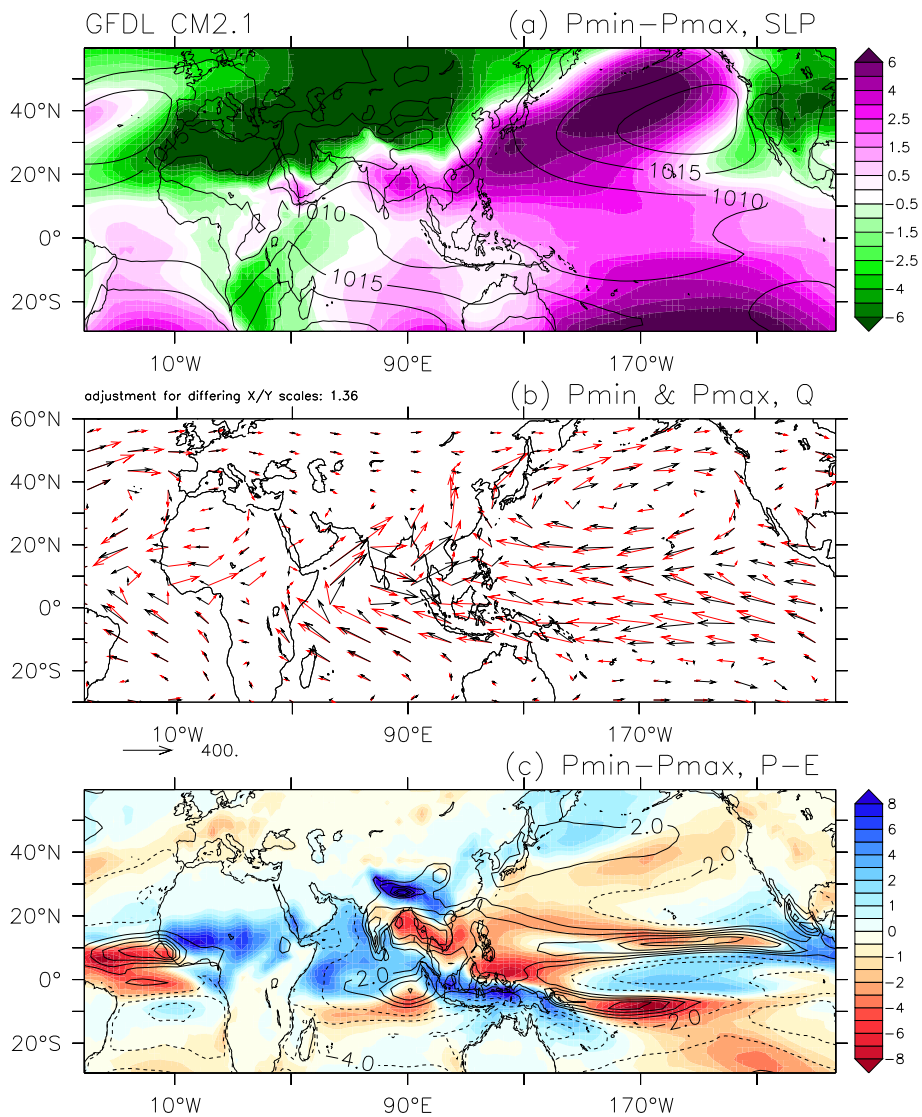 GFDL CM2.1 (a) Pmin−Pmax, SLP
40°N
20°N
0°
20°S
1015
1010
1010
1015
6
4
2.5
1.5
0.5
−0.5
−1.5
−2.5
−4
−6
10°W 90°E 170°W
adjustment for differing X/Y scales: 1.36 (b) Pmin & Pmax, Q
60°N
40°N
20°N
0°
20°S
10°W 90°E 170°W
400.
(c) Pmin−Pmax, P−E
40°N
20°N
0°
20°S
2.0
−2.0
−2.0
2.0
−4.0
8
6
4
2
1
0
−1
−2
−4
−6
−8
10°W 90°E 170°W